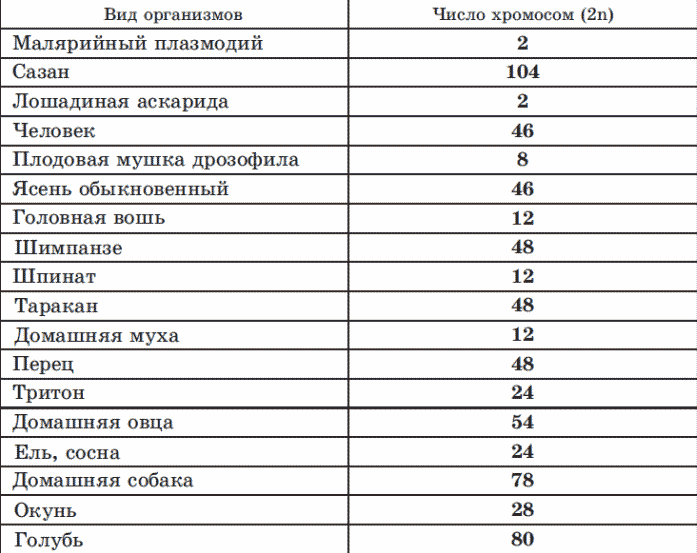 Вид организмов Число хромосом (2n)
Малярийный плазмодий 2
Сазан 104
Лошадиная аскарида 2
Человек 46
Плодовая мушка дрозофила 8
Ясень обыкновенный 46
Головная вошь 12
Шимпанзе 48
Шпинат 12
Таракан 48
Домашняя муха 12
Перец 48
Тритон 24
Домашняя овца 54
Ель, сосна 24
Домашняя собака 78
Окунь 28
Голубь 80